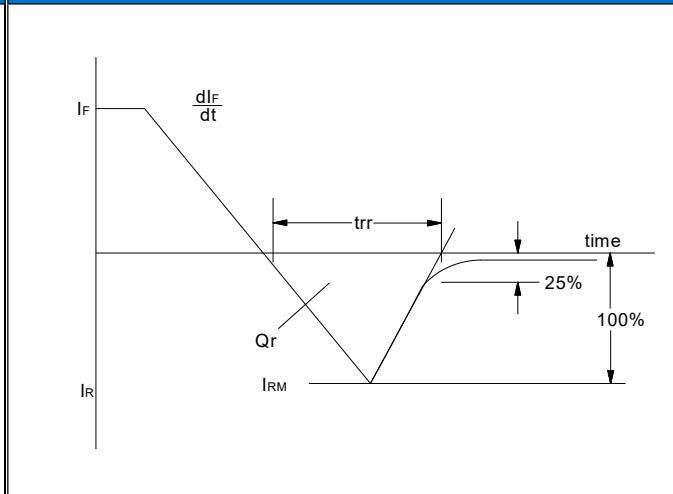 IF
dIF
dt
trr
time
25%
100%
Qr
IRM
IR